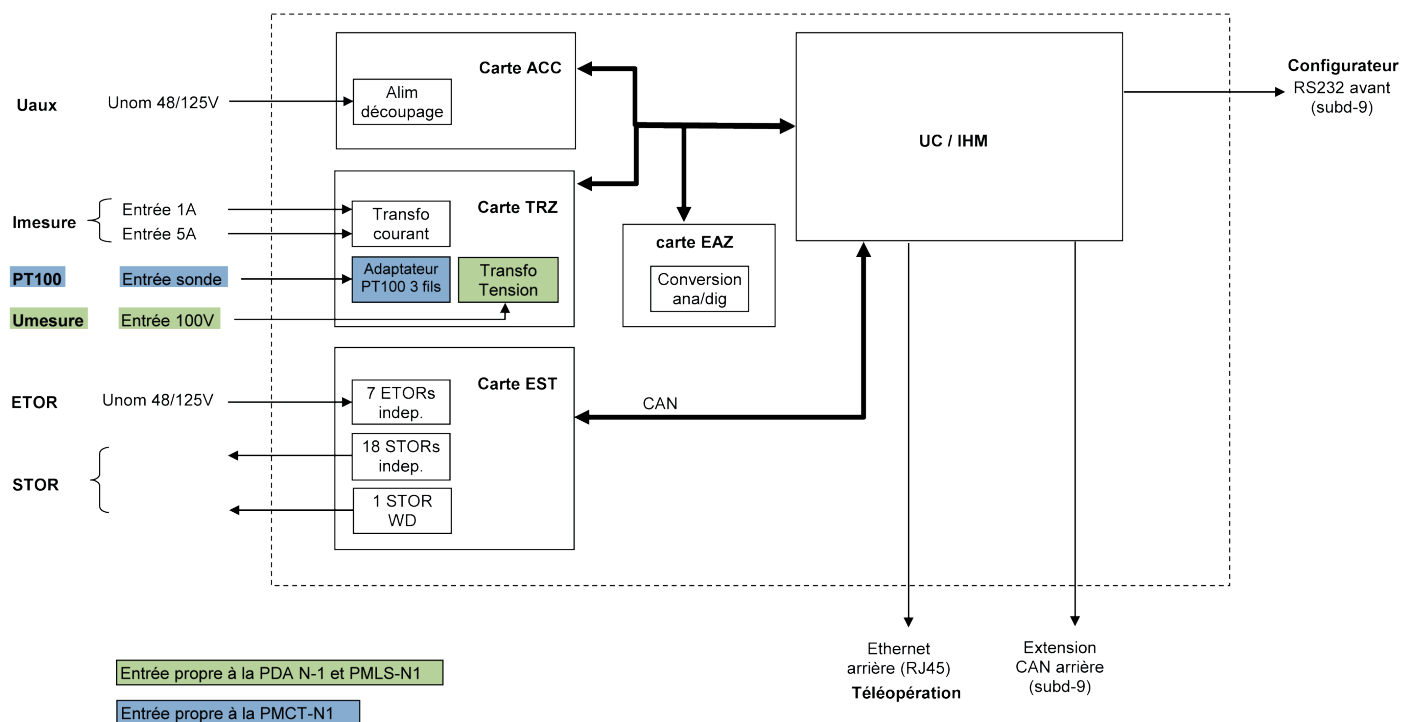 Carte ACC
Alim
découpage
Uaux
Unom 48/125V
UC / IHM
Configurateur
RS232 avant
(subd-9)
Carte TRZ
Imesure
Entrée 1A
Entrée 5A
Transfo
courant
carte EAZ
Conversion
ana/dig
PT100
Entrée sonde
Adaptateur
PT100 3 fils
Transfo
Tension
Umesure
Entrée 100V
Carte EST
ETOR
Unom 48/125V
7 ETORs
indep.
CAN
18 STORs
indep.
STOR
1 STOR
WD
Ethernet
arrière (RJ45)
Téléopération
Extension
CAN arrière
(subd-9)
Entrée propre à la PDA N-1 et PMLS-N1
Entrée propre à la PMCT-N1